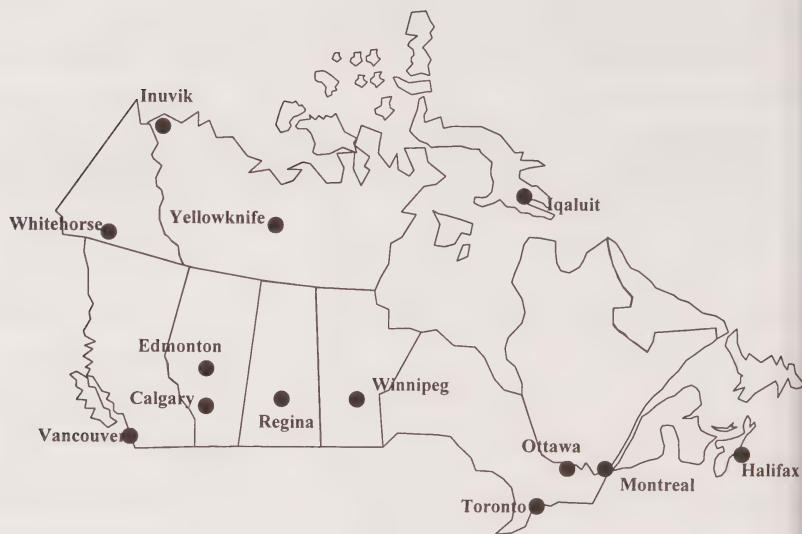 Inuvik
Iqaluit
Yellowknife
Whitehorse
Edmonton
Winnipeg
Calgary
Regina
Vancouver
Ottawa
Halifax
Montreal
Toronto